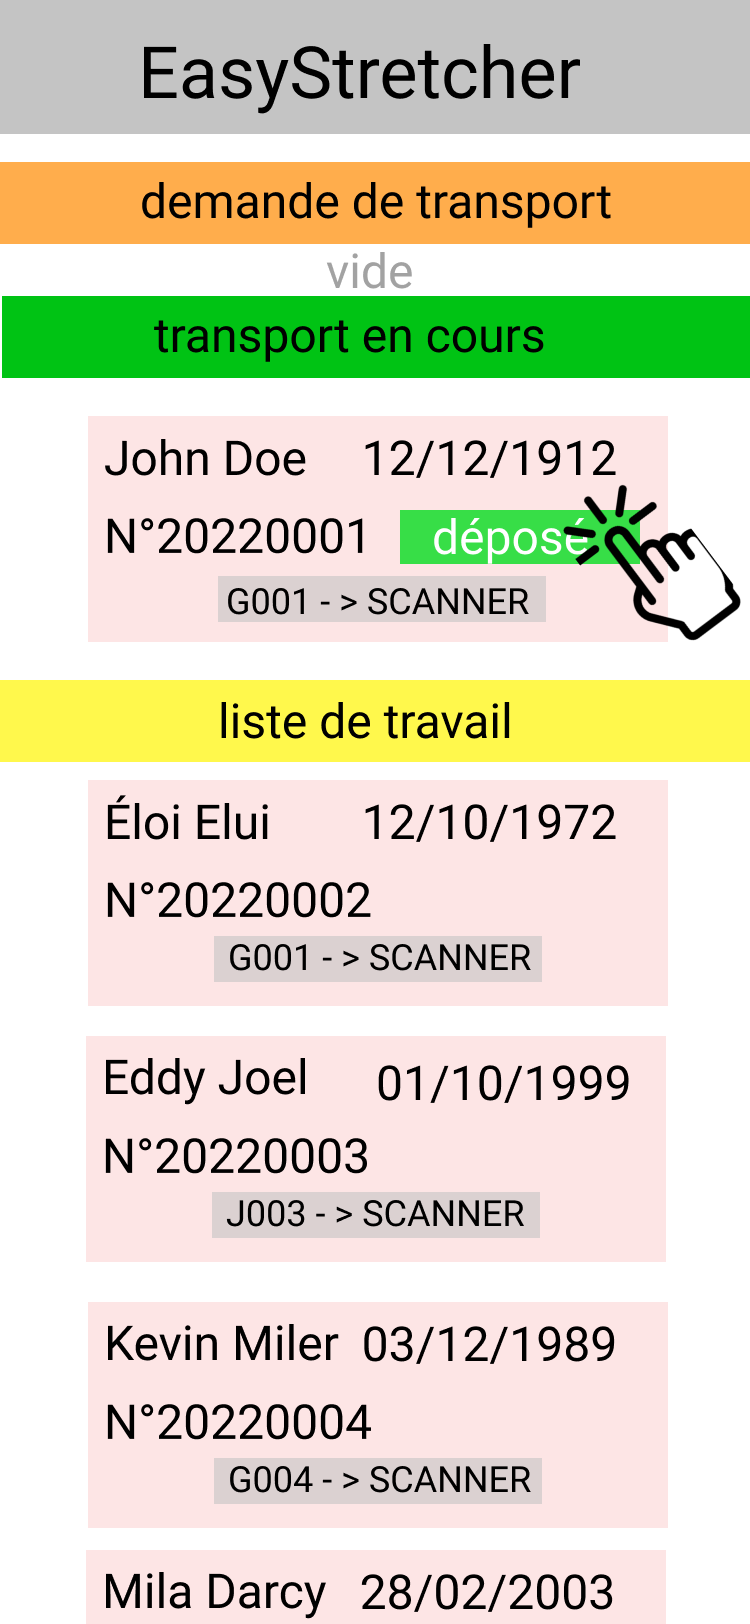 EasyStretcher
demande de transport
vide
transport en cours
John Doe 12/12/1912
N°20220001 déposé
G001 - > SCANNER
liste de travail
Éloi Elui 12/10/1972
N°20220002
G001 - > SCANNER
Eddy Joel 01/10/1999
N°20220003
J003 - > SCANNER
Kevin Miler 03/12/1989
N°20220004
G004 - > SCANNER
Mila Darcy 28/02/2003